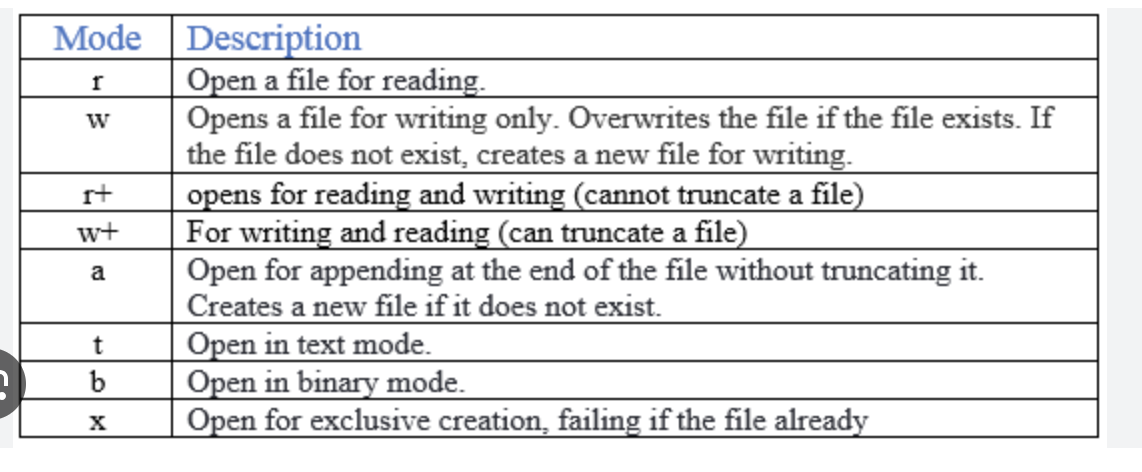 Mode Description
r Open a file for reading.
w Opens a file for writing only. Overwrites the file if the file exists. If
the file does not exist, creates a new file for writing.
r+ opens for reading and writing (cannot truncate a file)
w+ For writing and reading (can truncate a file)
a Open for appending at the end of the file without truncating it.
Creates a new file if it does not exist.
t Open in text mode.
b Open in binary mode.
x Open for exclusive creation, failing if the file already